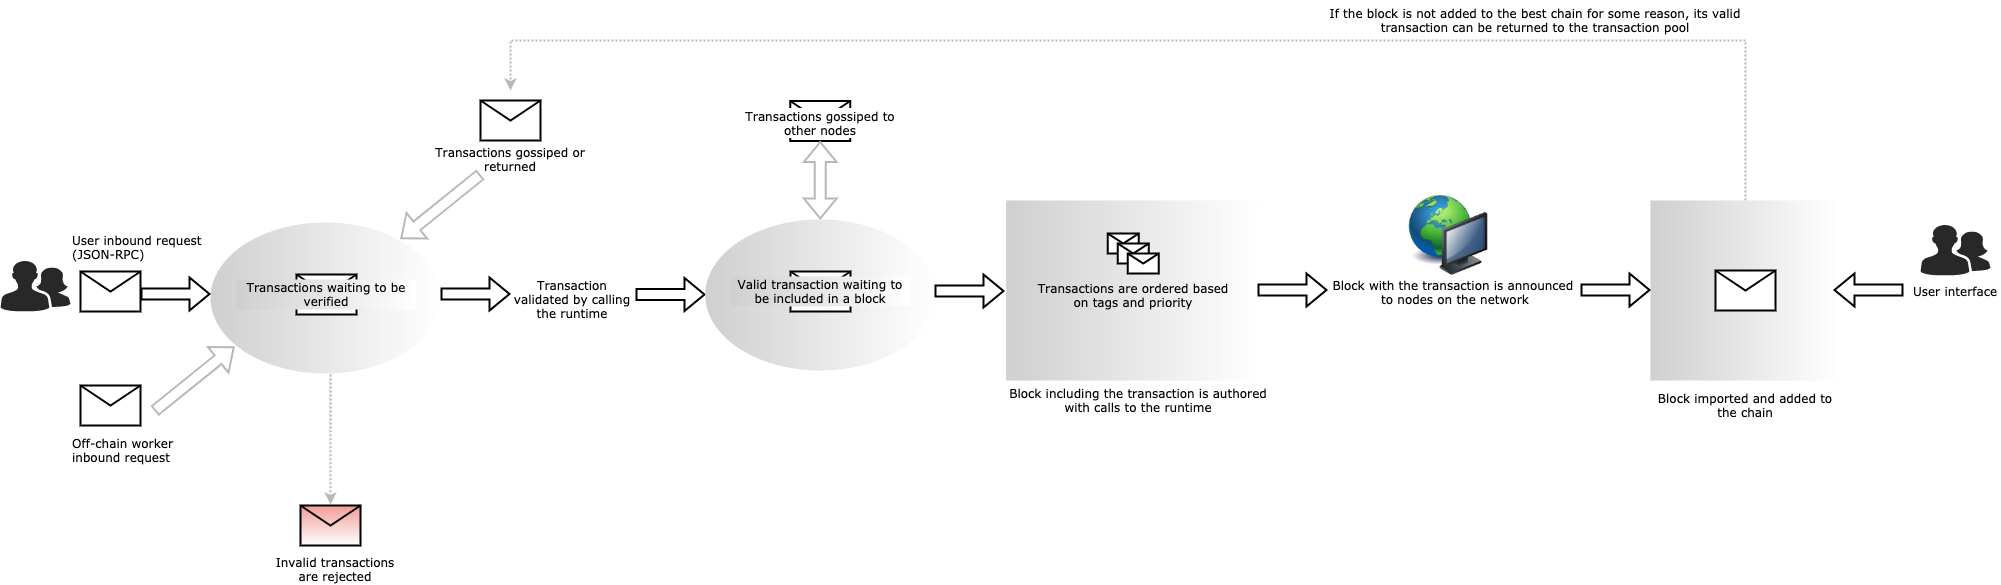 If the block is not added to the best chain for some reason, its valid
transaction can be returned to the transaction pool
Transactions gossiped or
returned
Transactions gossiped to
other nodes
User inbound request
(JSON-RPC)
Transactions waiting to be
verified
Transaction
validated by calling
the runtime
Valid transaction waiting to
be included in a block
Transactions are ordered based
on tags and priority
Block with the transaction is announced
to nodes on the network
User interface
Block including the transaction is authored
with calls to the runtime
Block imported and added to
the chain
Off-chain worker
inbound request
Invalid transactions
are rejected